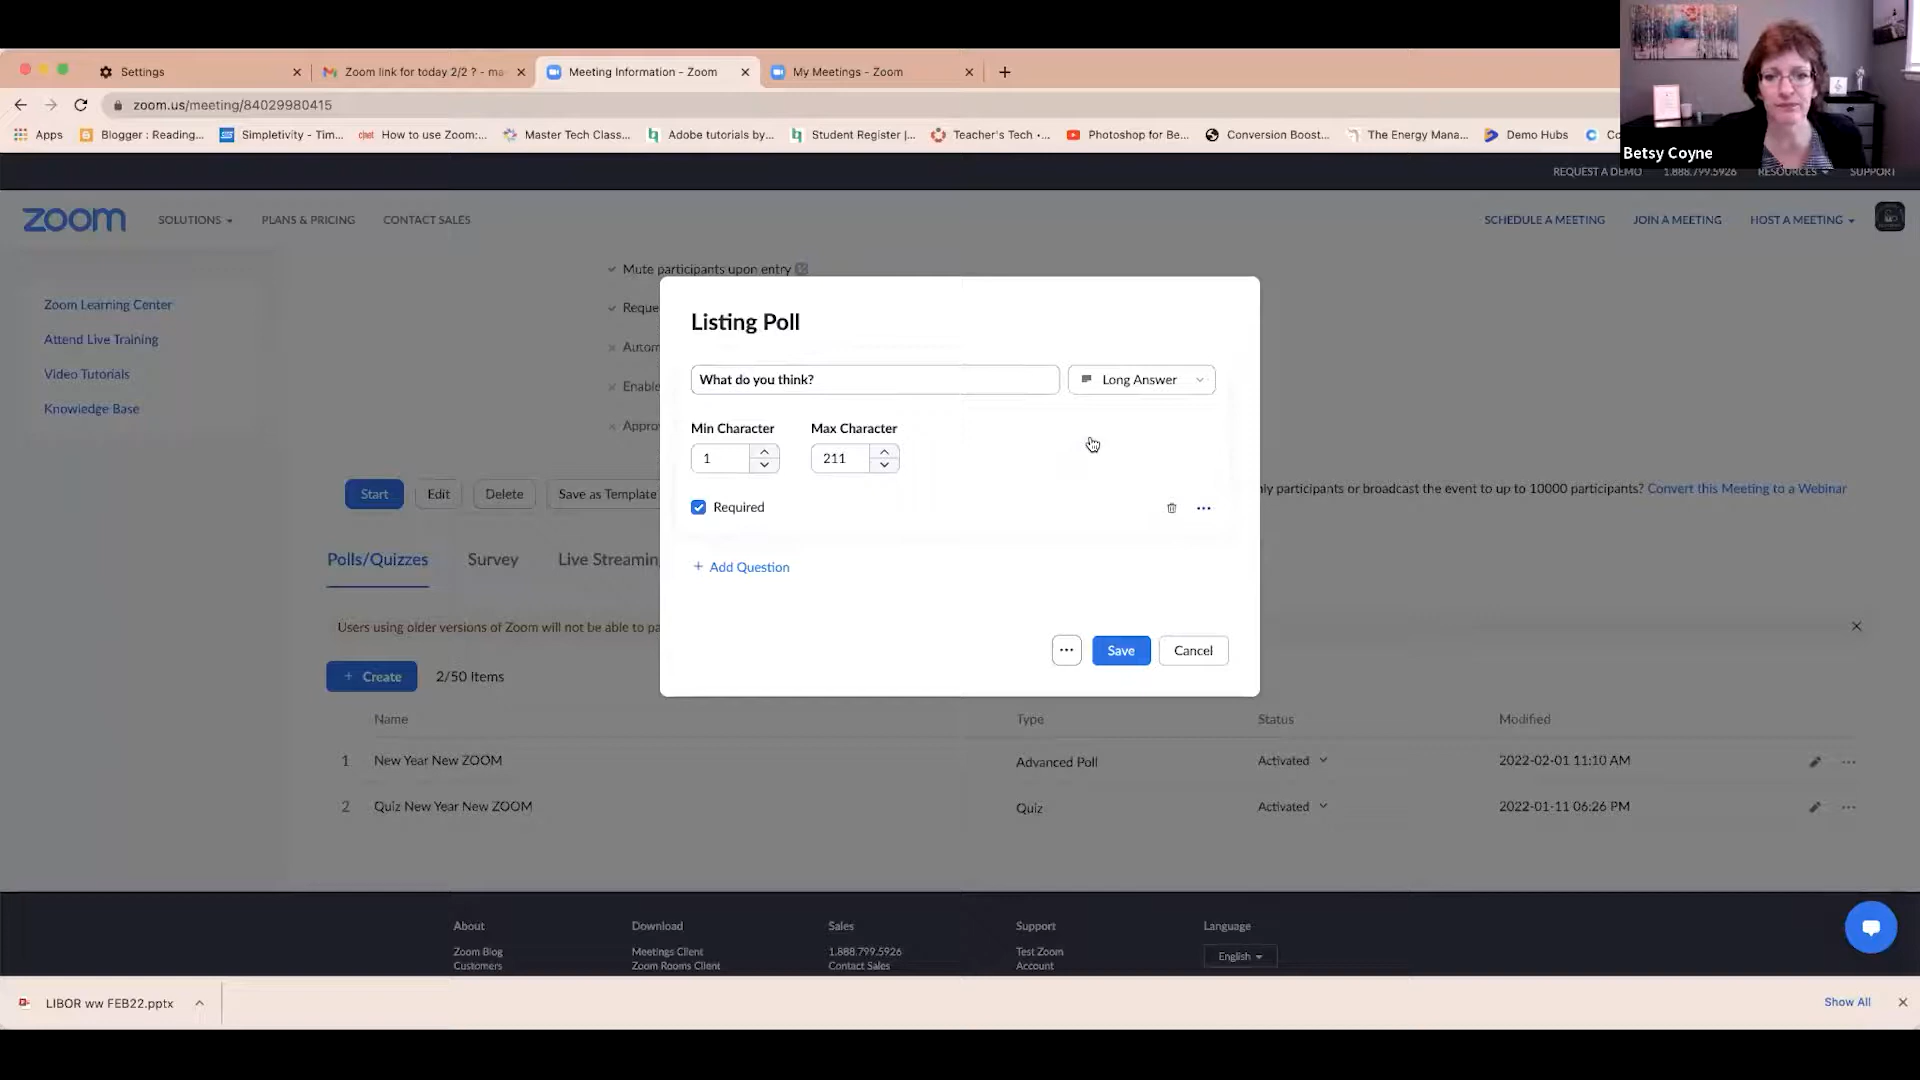 Settings
Zoom link for today 2/2 ? - ma
Meeting Information - Zoom
My Meetings - Zoom
zoom.us/meeting/84029980415
Apps
Blogger : Reading...
Simpletivity - Tim...
How to use Zoom:...
Master Tech Class...
Adobe tutorials by...
Student Register |...
Teacher's Tech -...
Photoshop for Be...
Conversion Boost...
The Energy Mana...
Demo Hubs
Co
Betsy Coyne
REQUEST A DEMO
1.888.799.5926
RESOURCES
SUPPORT
zoom
SOLUTIONS
PLANS & PRICING
CONTACT SALES
SCHEDULE A MEETING
JOIN A MEETING
HOST A MEETING
Mute participants upon entry
Zoom Learning Center
Attend Live Training
Video Tutorials
Knowledge Base
Reque
Autom
Enable
Appro
Listing Poll
What do you think?
Long Answer
Min Character
Max Character
1
211
Required
+ Add Question
Save
Cancel
Start
Edit
Delete
Save as Template
nly participants or broadcast the event to up to 10000 participants? Convert this Meeting to a Webinar
Polls/Quizzes
Survey
Live Streamin
Users using older versions of Zoom will not be able to pa
+ Create
2/50 Items
Name
Type
Status
Modified
1
New Year New ZOOM
Advanced Poll
Activated
2022-02-01 11:10 AM
2
Quiz New Year New ZOOM
Quiz
Activated
2022-01-11 06:26 PM
About
Download
Sales
Support
Language
Zoom Blog
Meetings Client
1.888.799.5926
Test Zoom
English
Customers
Zoom Rooms Client
Contact Sales
Account
LIBOR ww FEB22.pptx
Show All